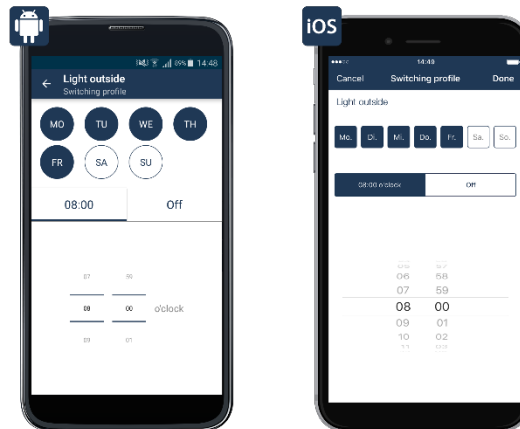 iOS
89% 14:48
Light outside
Switching profile
MO TU WE TH
FR SA SU
08:00 Off
07 59
08 00 o'clock
09 01
14:49
Cancel Switching profile Done
Light outside
Mo. Di. Mi. Do. Fr. Sa. So.
08:00 o'clock Off
06 58
07 59
08 00
09 01
10 02